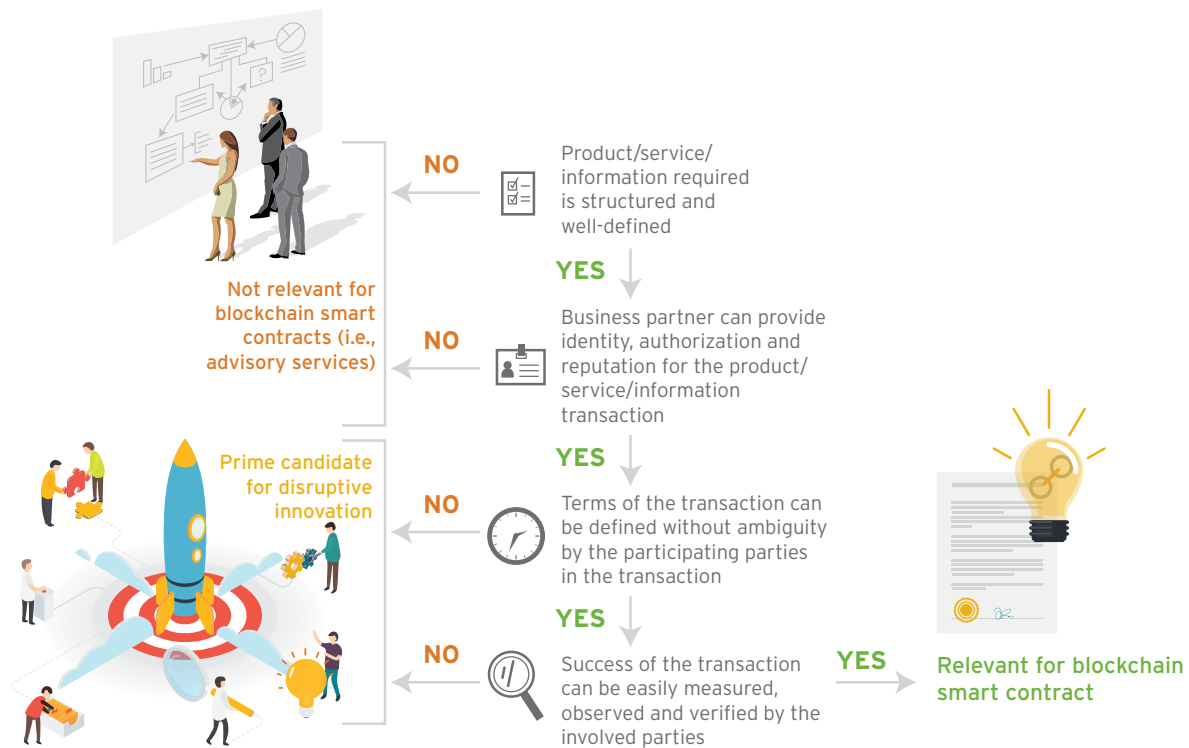 ?
NO
Product/service/
information required
is structured and
well-defined
YES
Not relevant for
blockchain smart
contracts (i.e.,
advisory services)
NO
Business partner can provide
identity, authorization and
reputation for the product/
service/information
transaction
YES
Prime candidate
for disruptive
innovation
NO
Terms of the transaction can
be defined without ambiguity
by the participating parties
in the transaction
YES
NO
Success of the transaction
can be easily measured,
observed and verified by the
involved parties
YES
Relevant for blockchain
smart contract